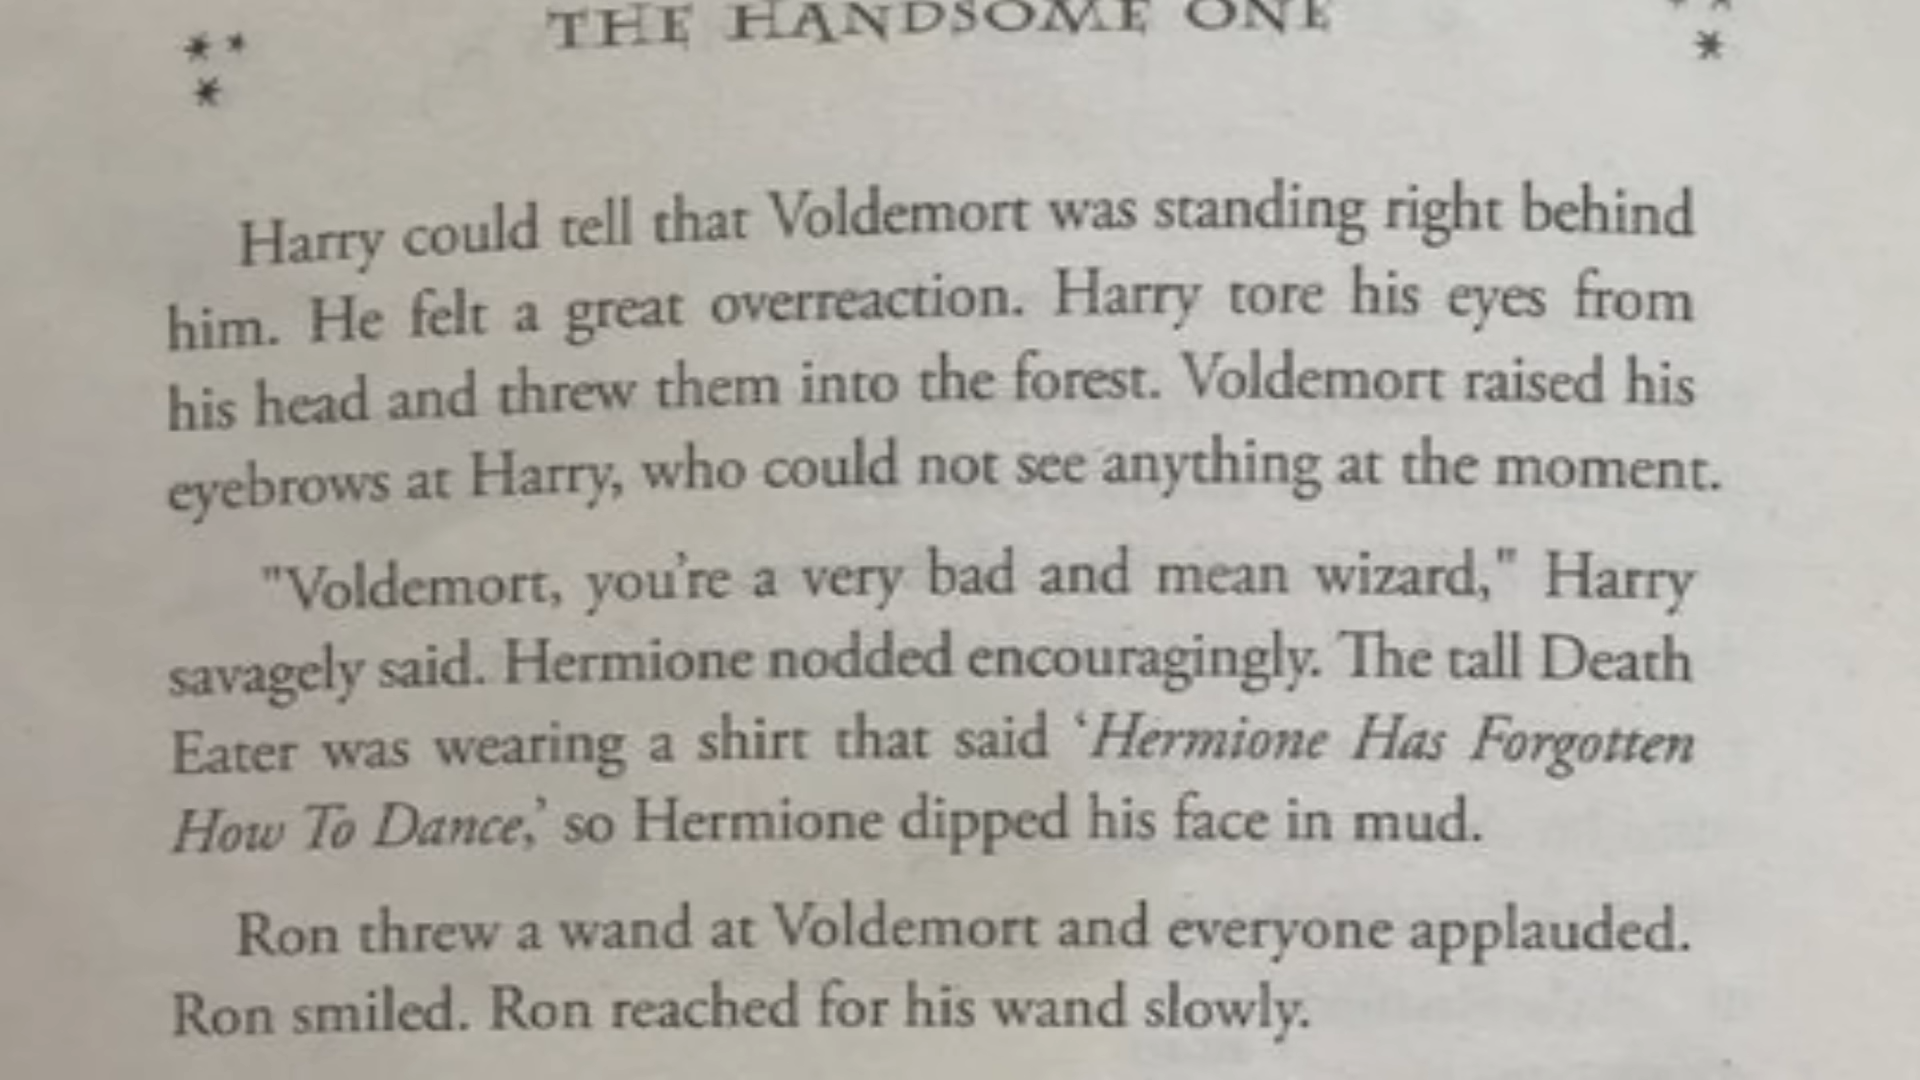 THE HANDSOME ONE
Harry could tell that Voldemort was standing right behind
him. He felt a great overreaction. Harry tore his eyes from
his head and threw them into the forest. Voldemort raised his
eyebrows at Harry, who could not see anything at the moment.
"Voldemort, you're a very bad and mean wizard," Harry
savagely said. Hermione nodded encouragingly. The tall Death
Eater was wearing a shirt that said ‘Hermione Has Forgotten
How To Dance,’ so Hermione dipped his face in mud.
Ron threw a wand at Voldemort and everyone applauded.
Ron smiled. Ron reached for his wand slowly.